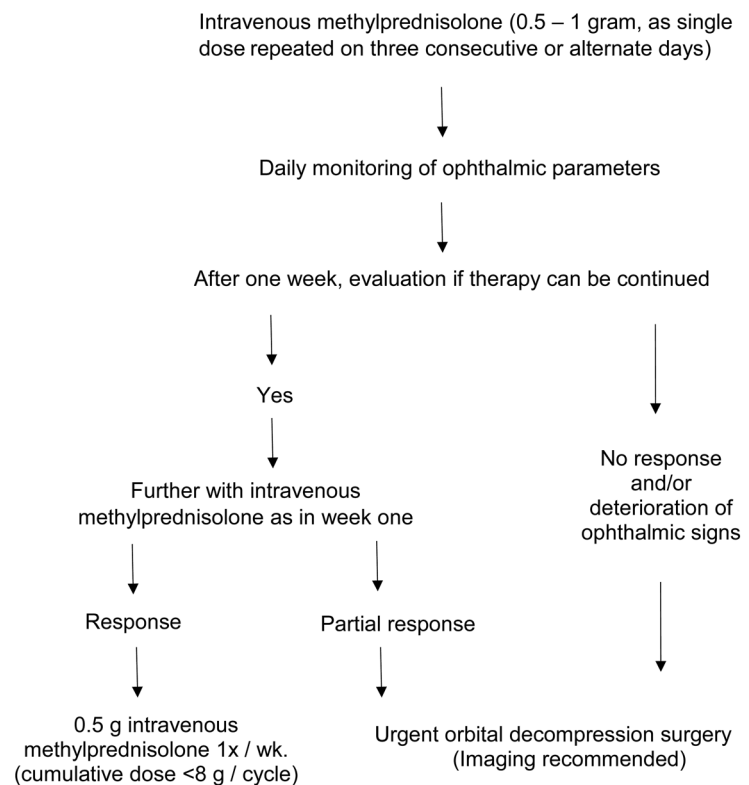 Intravenous methylprednisolone (0.5 – 1 gram, as single
dose repeated on three consecutive or alternate days)
Daily monitoring of ophthalmic parameters
After one week, evaluation if therapy can be continued
Yes
Further with intravenous
methylprednisolone as in week one
No response
and/or
deterioration of
ophthalmic signs
Response
Partial response
0.5 g intravenous
methylprednisolone 1x / wk.
(cumulative dose <8 g / cycle)
Urgent orbital decompression surgery
(Imaging recommended)